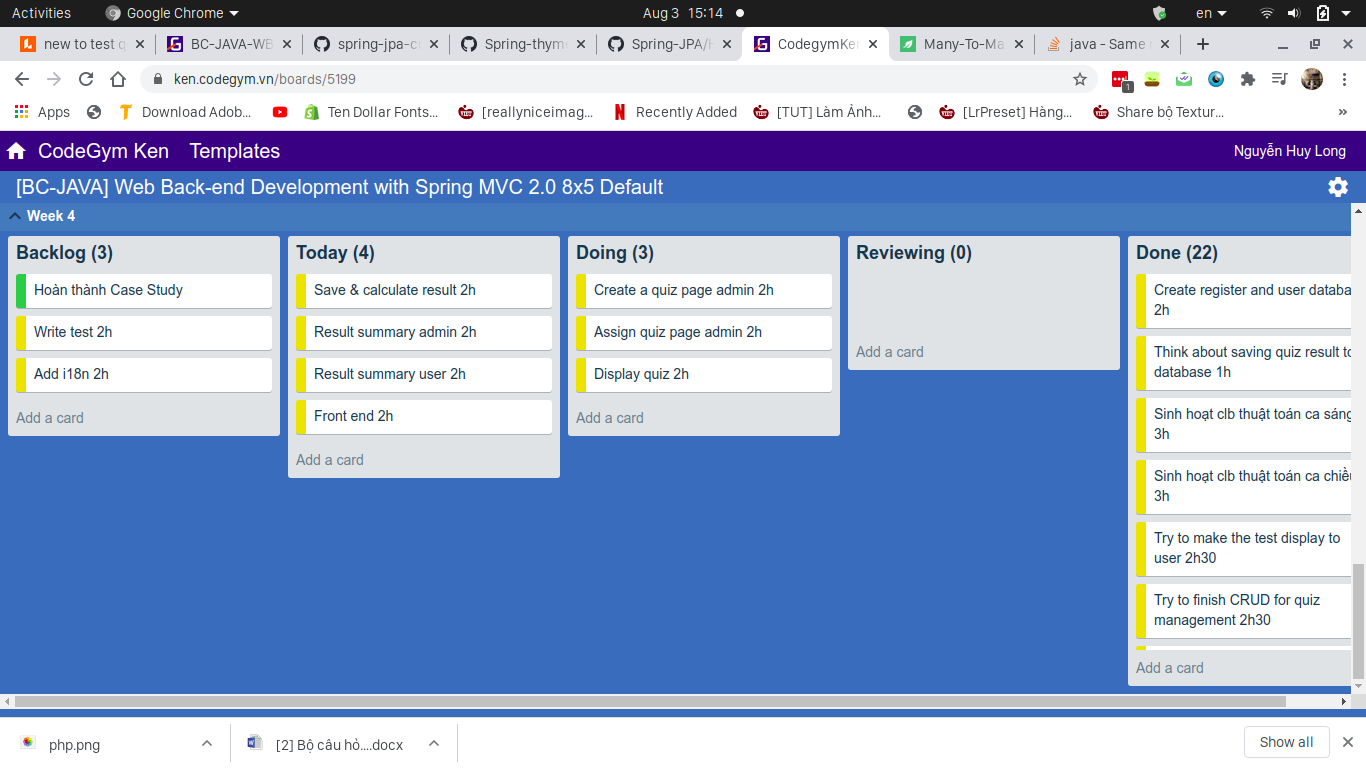 Activities
Google Chrome
Aug 3 15:14
en
new to test q
BC-JAVA-WB
spring-jpa-c
Spring-thyme
Spring-JPA/
CodegymKen
Many-To-Ma
java - Same
ken.codegym.vn/boards/5199
1
Apps
Download Adob...
Ten Dollar Fonts...
[reallyniceimag...
Recently Added
[TUT] Làm Ảnh...
[LrPreset] Hàng...
Share bộ Textur...
»
CodeGym Ken
Templates
Nguyễn Huy Long
[BC-JAVA] Web Back-end Development with Spring MVC 2.0 8x5 Default
Week 4
Backlog (3)
Hoàn thành Case Study
Write test 2h
Add i18n 2h
Add a card
Today (4)
Save & calculate result 2h
Result summary admin 2h
Result summary user 2h
Front end 2h
Add a card
Doing (3)
Create a quiz page admin 2h
Assign quiz page admin 2h
Display quiz 2h
Add a card
Reviewing (0)
Add a card
Done (22)
Create register and user databa
2h
Think about saving quiz result to
database 1h
Sinh hoạt clb thuật toán ca sáng
3h
Sinh hoạt clb thuật toán ca chiều
3h
Try to make the test display to
user 2h30
Try to finish CRUD for quiz
management 2h30
Add a card
php.png
[2] Bộ câu hỏ....docx
Show all